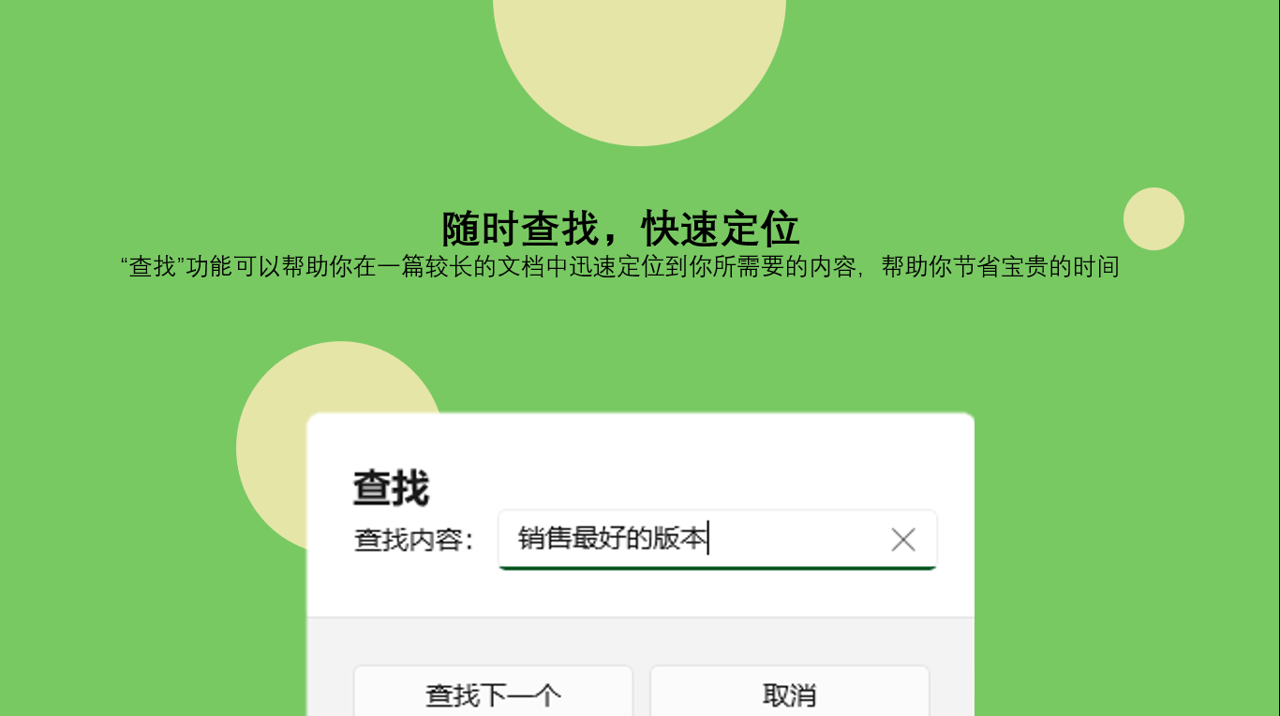 随时查找，快速定位
“查找”功能可以帮助你在一篇较长的文档中迅速定位到你所需要的内容，帮助你节省宝贵的时间
查找
查找内容： 销售最好的版本
查找下一个 取消